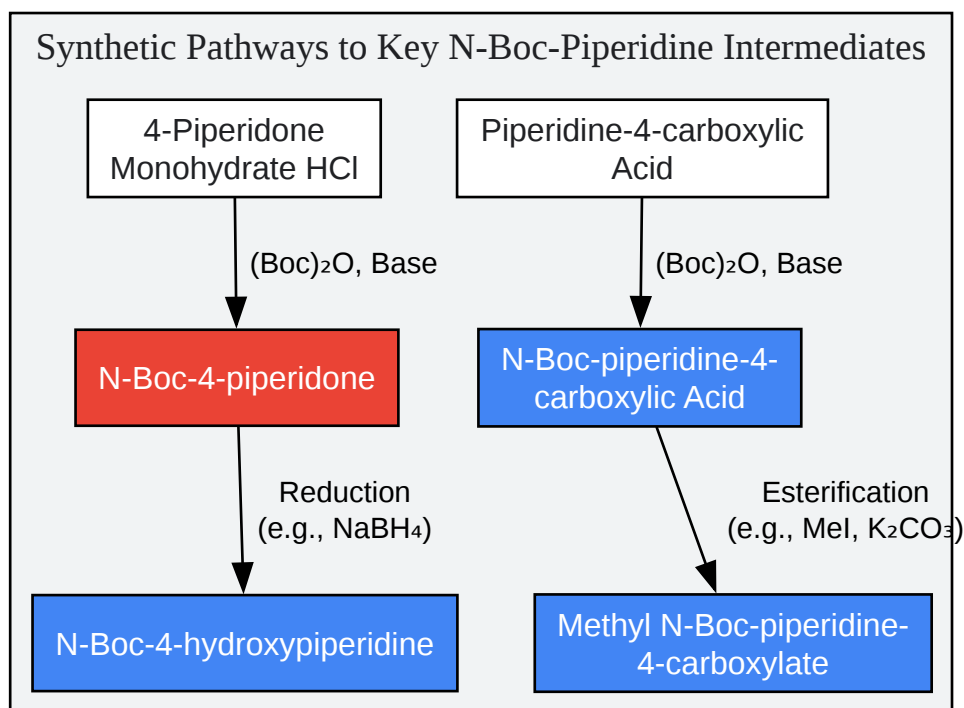 Synthetic Pathways to Key N-Boc-Piperidine Intermediates
4-Piperidone
Monohydrate HCl
Piperidine-4-carboxylic
Acid
(Boc)₂O, Base
(Boc)₂O, Base
N-Boc-4-piperidone
N-Boc-piperidine-4-
carboxylic Acid
Reduction
(e.g., NaBH₄)
Esterification
(e.g., MeI, K₂CO₃)
N-Boc-4-hydroxypiperidine
Methyl N-Boc-piperidine-
4-carboxylate